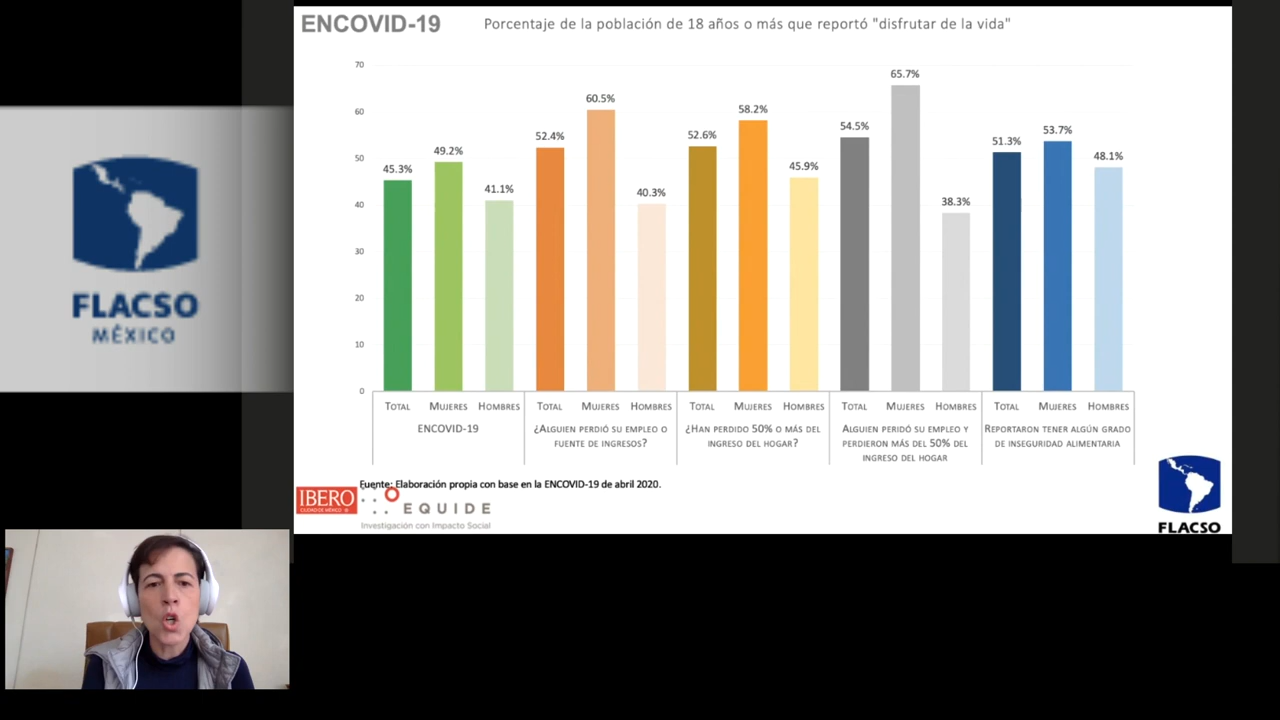 ENCOVID-19
Porcentaje de la población de 18 años o más que reportó "disfrutar de la vida"
70
60
50
40
30
20
10
0
45.3%
49.2%
41.1%
52.4%
60.5%
40.3%
52.6%
58.2%
45.9%
54.5%
65.7%
38.3%
51.3%
53.7%
48.1%
TOTAL MUJERES HOMBRES
TOTAL MUJERES HOMBRES
TOTAL MUJERES HOMBRES
TOTAL MUJERES HOMBRES
TOTAL MUJERES HOMBRES
ENCOVID-19
¿ALGUIEN PERDIÓ SU EMPLEO O
FUENTE DE INGRESOS?
¿HAN PERDIDO 50% O MÁS DEL
INGRESO DEL HOGAR?
ALGUIEN PERIDÓ SU EMPLEO Y
PERDIERON MÁS DEL 50% DEL
INGRESO DEL HOGAR
REPORTARON TENER ALGÚN GRADO
DE INSEGURIDAD ALIMENTARIA
Fuente: Elaboración propia con base en la ENCOVID-19 de abril 2020.
IBERO
CIUDAD DE MÉXICO
EQUIDE
Investigación con Impacto Social
FLACSO
FLACSO
MÉXICO